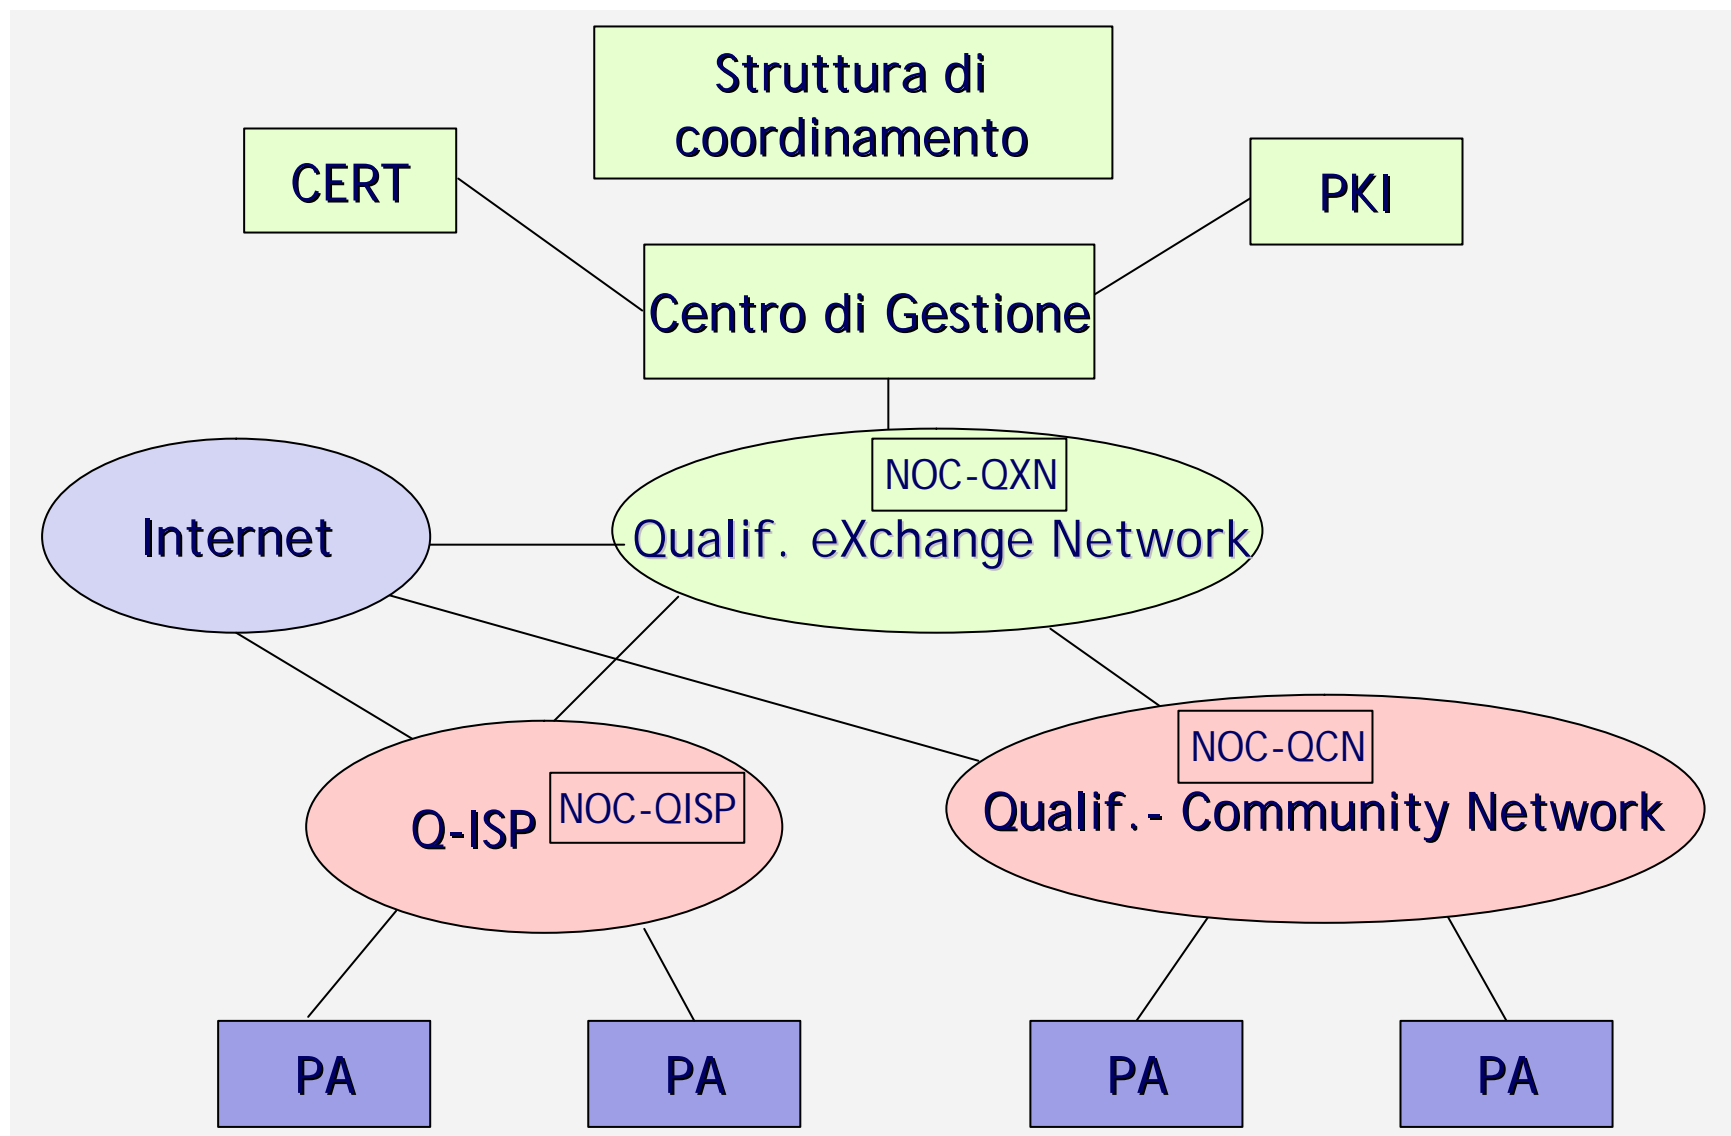 Struttura di
coordinamento
CERT
PKI
Centro di Gestione
NOC-QXN
Internet
Qualif. eXchange Network
NOC-QCN
Qualif.- Community Network
Q-ISP
NOC-QISP
PA
PA
PA
PA